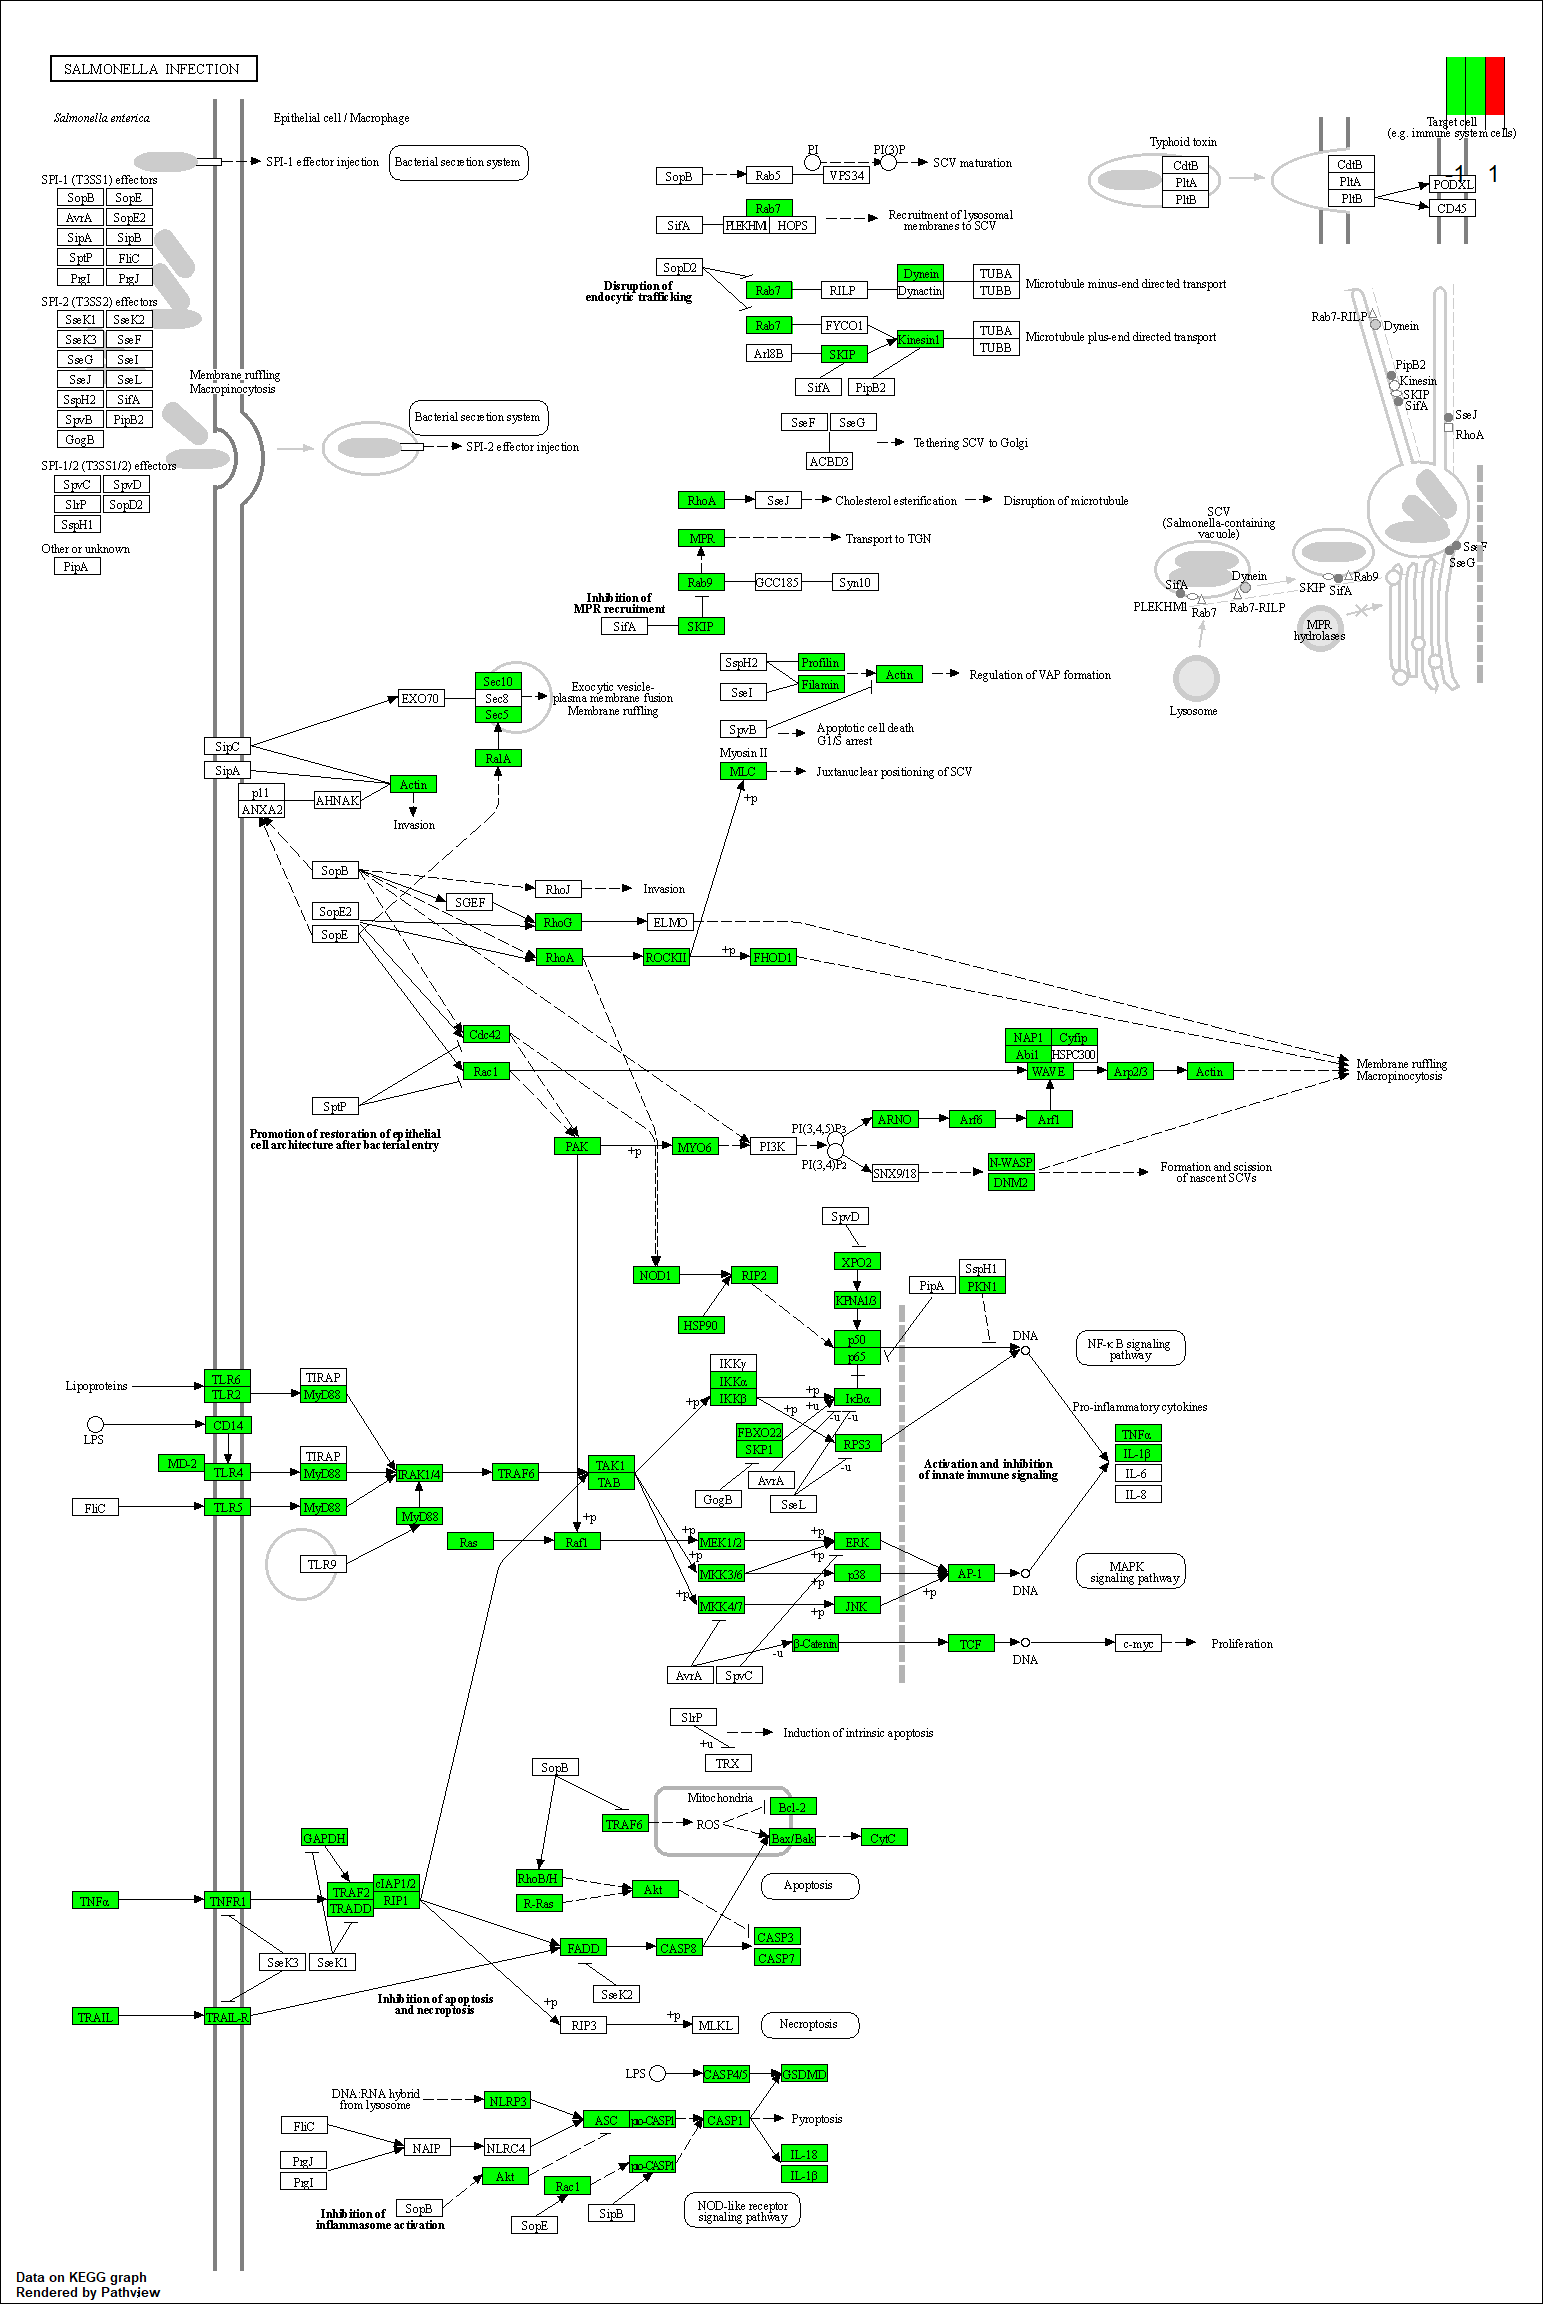 SALMONELLA INFECTION
Salmonella enterica
Epithelial cell / Macrophage
SPI-1 effector injection
Bacterial secretion system
SPI-1 (T3SS1) effectors
SopB SopE
AvrA SopE2
SipA SipB
SptP FliC
PrgI PrgJ
SPI-2 (T3SS2) effectors
SseK1 SseK2
SseK3 SseF
SseG SseI
SseJ SseL
SspH2 SifA
SpvB PipB2
GogB
SPI-1/2 (T3SS1/2) effectors
SpvC SpvD
SlrP SopD2
SspH1
Other or unknown
PipA
Membrane ruffling
Macropinocytosis
Bacterial secretion system
SPI-2 effector injection
PI PI(3)P
SopB Rab5 VPS34 SCV maturation
Rab7
SifA PLEKHM1 HOPS
Recruitment of lysosomal
membranes to SCV
SopD2
Disruption of
endocytic trafficking
Rab7 RILP Dynein
Dynactin
TUBA
TUBB
Microtubule minus-end directed transport
Rab7 FYCO1
Arl8B SKIP Kinesin1
TUBA
TUBB
Microtubule plus-end directed transport
SifA PipB2
SseF SseG
ACBD3
Tethering SCV to Golgi
RhoA SseJ Cholesterol esterification Disruption of microtubule
MPR Transport to TGN
Rab9 GCC185 Syn10
Inhibition of
MPR recruitment
SifA SKIP
Typhoid toxin
CdtB
PltA
PltB
CdtB
PltA
PltB
Target cell
(e.g. immune system cells)
-1 1
PODXL
CD45
Rab7-RILP
Dynein
PipB2
Kinesin
SKIP
SifA
SseJ
RhoA
SCV
(Salmonella-containing
vacuole)
SseF
SseG
SifA
Dynein
PLEKHM1
Rab7
Rab7-RILP
SKIP
SifA
Rab9
MPR
hydrolases
Lysosome
SspH2 Profilin
SseI Filamin
Actin
Regulation of VAP formation
SpvB
Apoptotic cell death
G1/S arrest
Myosin II
MLC
Juxtanuclear positioning of SCV
+p
EXO70
Sec10
Sec8
Sec5
Exocytic vesicle-
plasma membrane fusion
Membrane ruffling
RalA
SipC
SipA
p11
ANXA2
AHNAK
Actin
Invasion
SopB
RhoJ Invasion
SGEF
SopE2
SopE
RhoG ELMO
RhoA ROCKII +p FHOD1
Cdc42
Rac1
SptP
Promotion of restoration of epithelial
cell architecture after bacterial entry
NAP1 Cyfip
Abi1 HSPC300
WAVE Arp2/3 Actin
Membrane ruffling
Macropinocytosis
ARNO Arf6 Arf1
PAK +p MYO6 PI3K
PI(3,4,5)P3
PI(3,4)P2
SNX9/18
N-WASP
DNM2
Formation and scission
of nascent SCVs
SpvD
XPO2
KPNA1/3
NOD1 RIP2
HSP90
p50
p65
PipA
SspH1
PKN1
DNA
NF-κB signaling
pathway
Lipoproteins
TLR6
TLR2
TIRAP
MyD88
LPS
CD14
MD-2
TLR4
TIRAP
MyD88
IRAK1/4 TRAF6
TAK1
TAB
FliC TLR5 MyD88
MyD88
TLR9
IKKγ
IKKα
IKKβ
+p
+p
+u
+p
IκBα
-u
-u
FBXO22
SKP1
RPS3
-u
AvrA
GogB
SseL
Activation and inhibition
of innate immune signaling
Pro-inflammatory cytokines
TNFα
IL-1β
IL-6
IL-8
Ras +p Raf1 +p MEK1/2 +p ERK
+p MKK3/6 +p p38
+p
AP-1
DNA
+p MKK4/7 +p JNK
+p
MAPK
signaling pathway
AvrA SpvC
-u
β-Catenin TCF
DNA
c-myc Proliferation
SlrP
+u
TRX
Induction of intrinsic apoptosis
SopB
Mitochondria
TRAF6 ROS
Bcl-2
Bax/Bak
CytC
RhoB/H
R-Ras
Akt
Apoptosis
GAPDH
TNFα TNFR1
TRAF2
TRADD
cIAP1/2
RIP1
FADD CASP8
CASP3
CASP7
SseK3 SseK1
SseK2
TRAIL TRAIL-R
Inhibition of apoptosis
and necroptosis
+p
RIP3 +p MLKL
Necroptosis
LPS CASP4/5 GSDMD
DNA:RNA hybrid
from lysosome
NLRP3
ASC pro-CASP1 CASP1 Pyroptosis
FliC
NAIP NLRC4
PrgJ
PrgI
Akt
SopB
Rac1
pro-CASP1
SopE
SipB
IL-18
IL-1β
Inhibition of
inflammasome activation
NOD-like receptor
signaling pathway
Data on KEGG graph
Rendered by Pathview